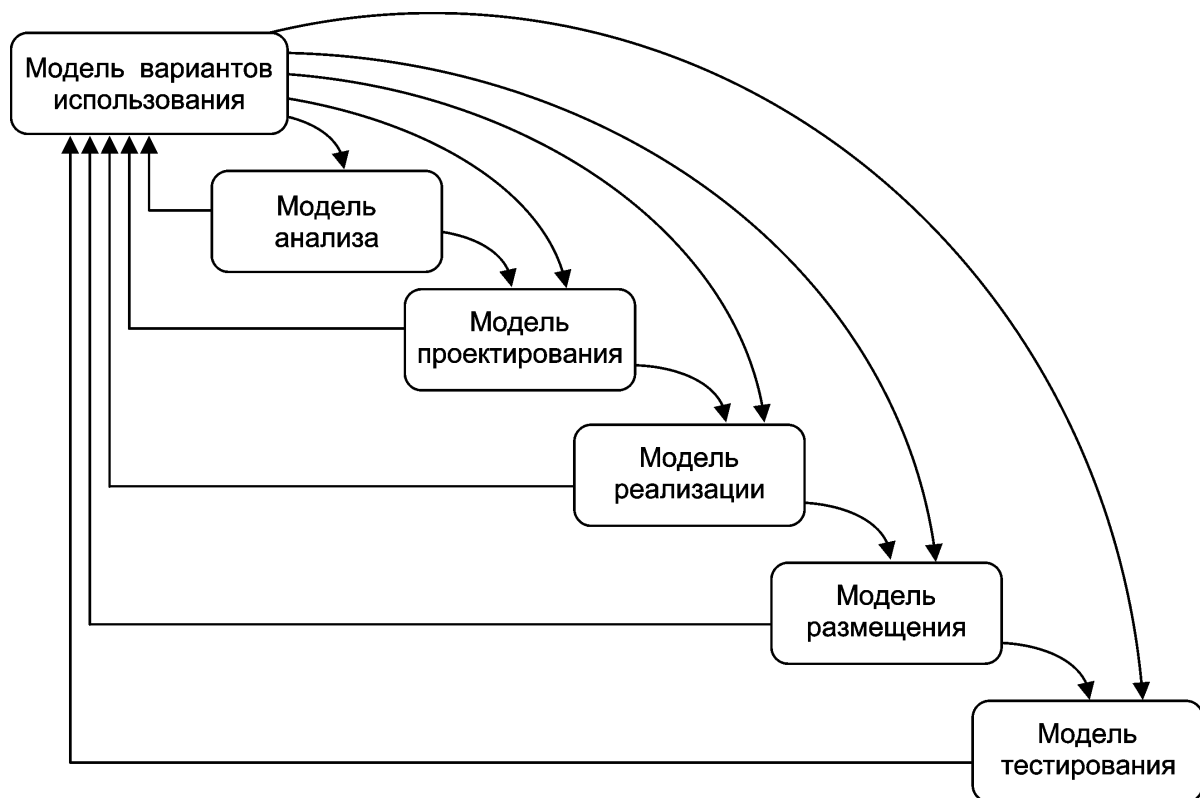 Модель вариантов
использования
Модель
анализа
Модель
проектирования
Модель
реализации
Модель
размещения
Модель
тестирования